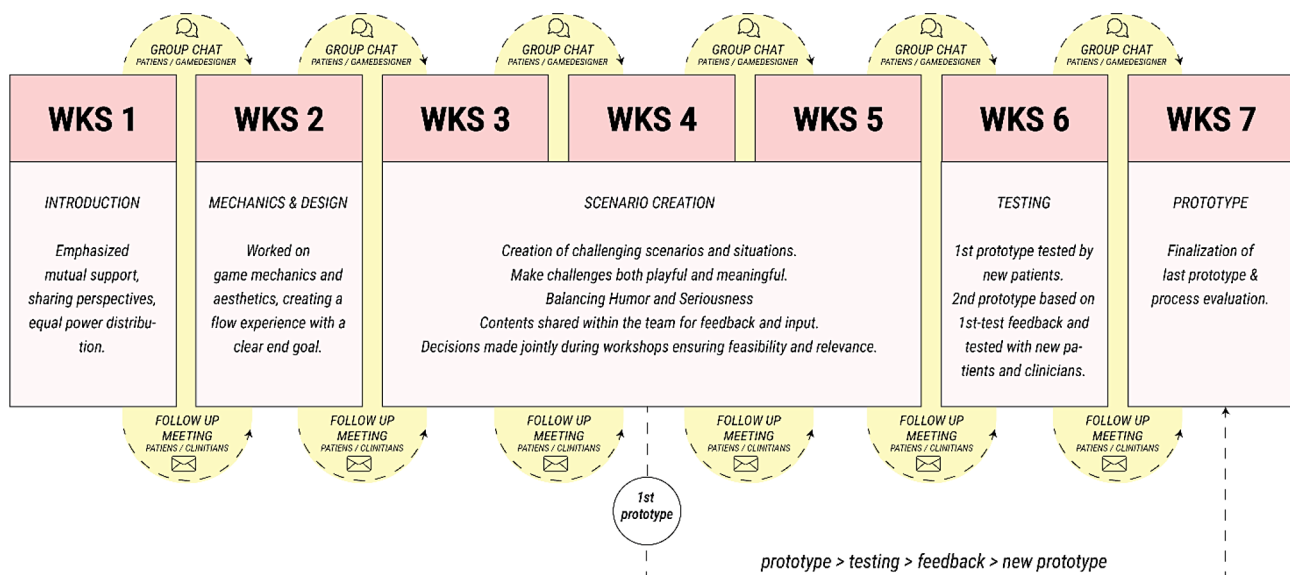 GROUP CHAT
PATIENS / GAMEDESIGNER
GROUP CHAT
PATIENS / GAMEDESIGNER
GROUP CHAT
PATIENS / GAMEDESIGNER
GROUP CHAT
PATIENS / GAMEDESIGNER
GROUP CHAT
PATIENS / GAMEDESIGNER
GROUP CHAT
PATIENS / GAMEDESIGNER
WKS 1
WKS 2
WKS 3
WKS 4
WKS 5
WKS 6
WKS 7
INTRODUCTION
Emphasized
mutual support,
sharing perspectives,
equal power distribu-
tion.
MECHANICS & DESIGN
Worked on
game mechanics and
aesthetics, creating a
flow experience with a
clear end goal.
SCENARIO CREATION
Creation of challenging scenarios and situations.
Make challenges both playful and meaningful.
Balancing Humor and Seriousness
Contents shared within the team for feedback and input.
Decisions made jointly during workshops ensuring feasibility and relevance.
TESTING
1st prototype tested by
new patients.
2nd prototype based on
1st-test feedback and
tested with new pa-
tients and clinicians.
PROTOTYPE
Finalization of
last prototype &
process evaluation.
FOLLOW UP
MEETING
PATIENS / CLINITIANS
FOLLOW UP
MEETING
PATIENS / CLINITIANS
FOLLOW UP
MEETING
PATIENS / CLINITIANS
FOLLOW UP
MEETING
PATIENS / CLINITIANS
FOLLOW UP
MEETING
PATIENS / CLINITIANS
FOLLOW UP
MEETING
PATIENS / CLINITIANS
1st
prototype
prototype > testing > feedback > new prototype